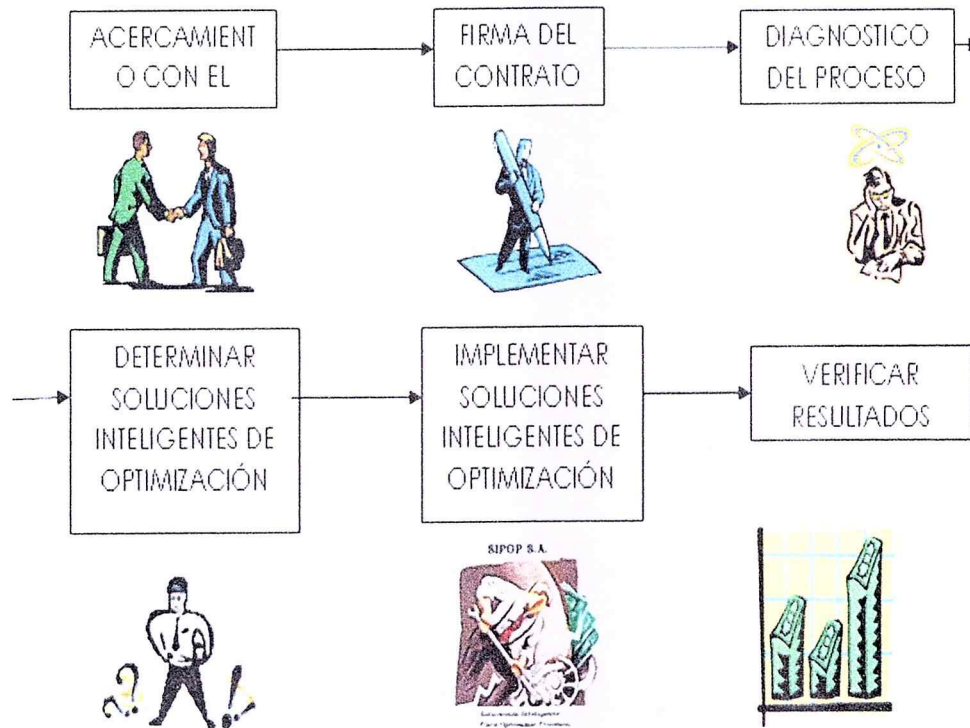 ACERCAMIENT
O CON EL
FIRMA DEL
CONTRATO
DIAGNOSTICO
DEL PROCESO
DETERMINAR
SOLUCIONES
INTELIGENTES DE
OPTIMIZACIÓN
IMPLEMENTAR
SOLUCIONES
INTELIGENTES DE
OPTIMIZACIÓN
VERIFICAR
RESULTADOS
SIPOP S.A.